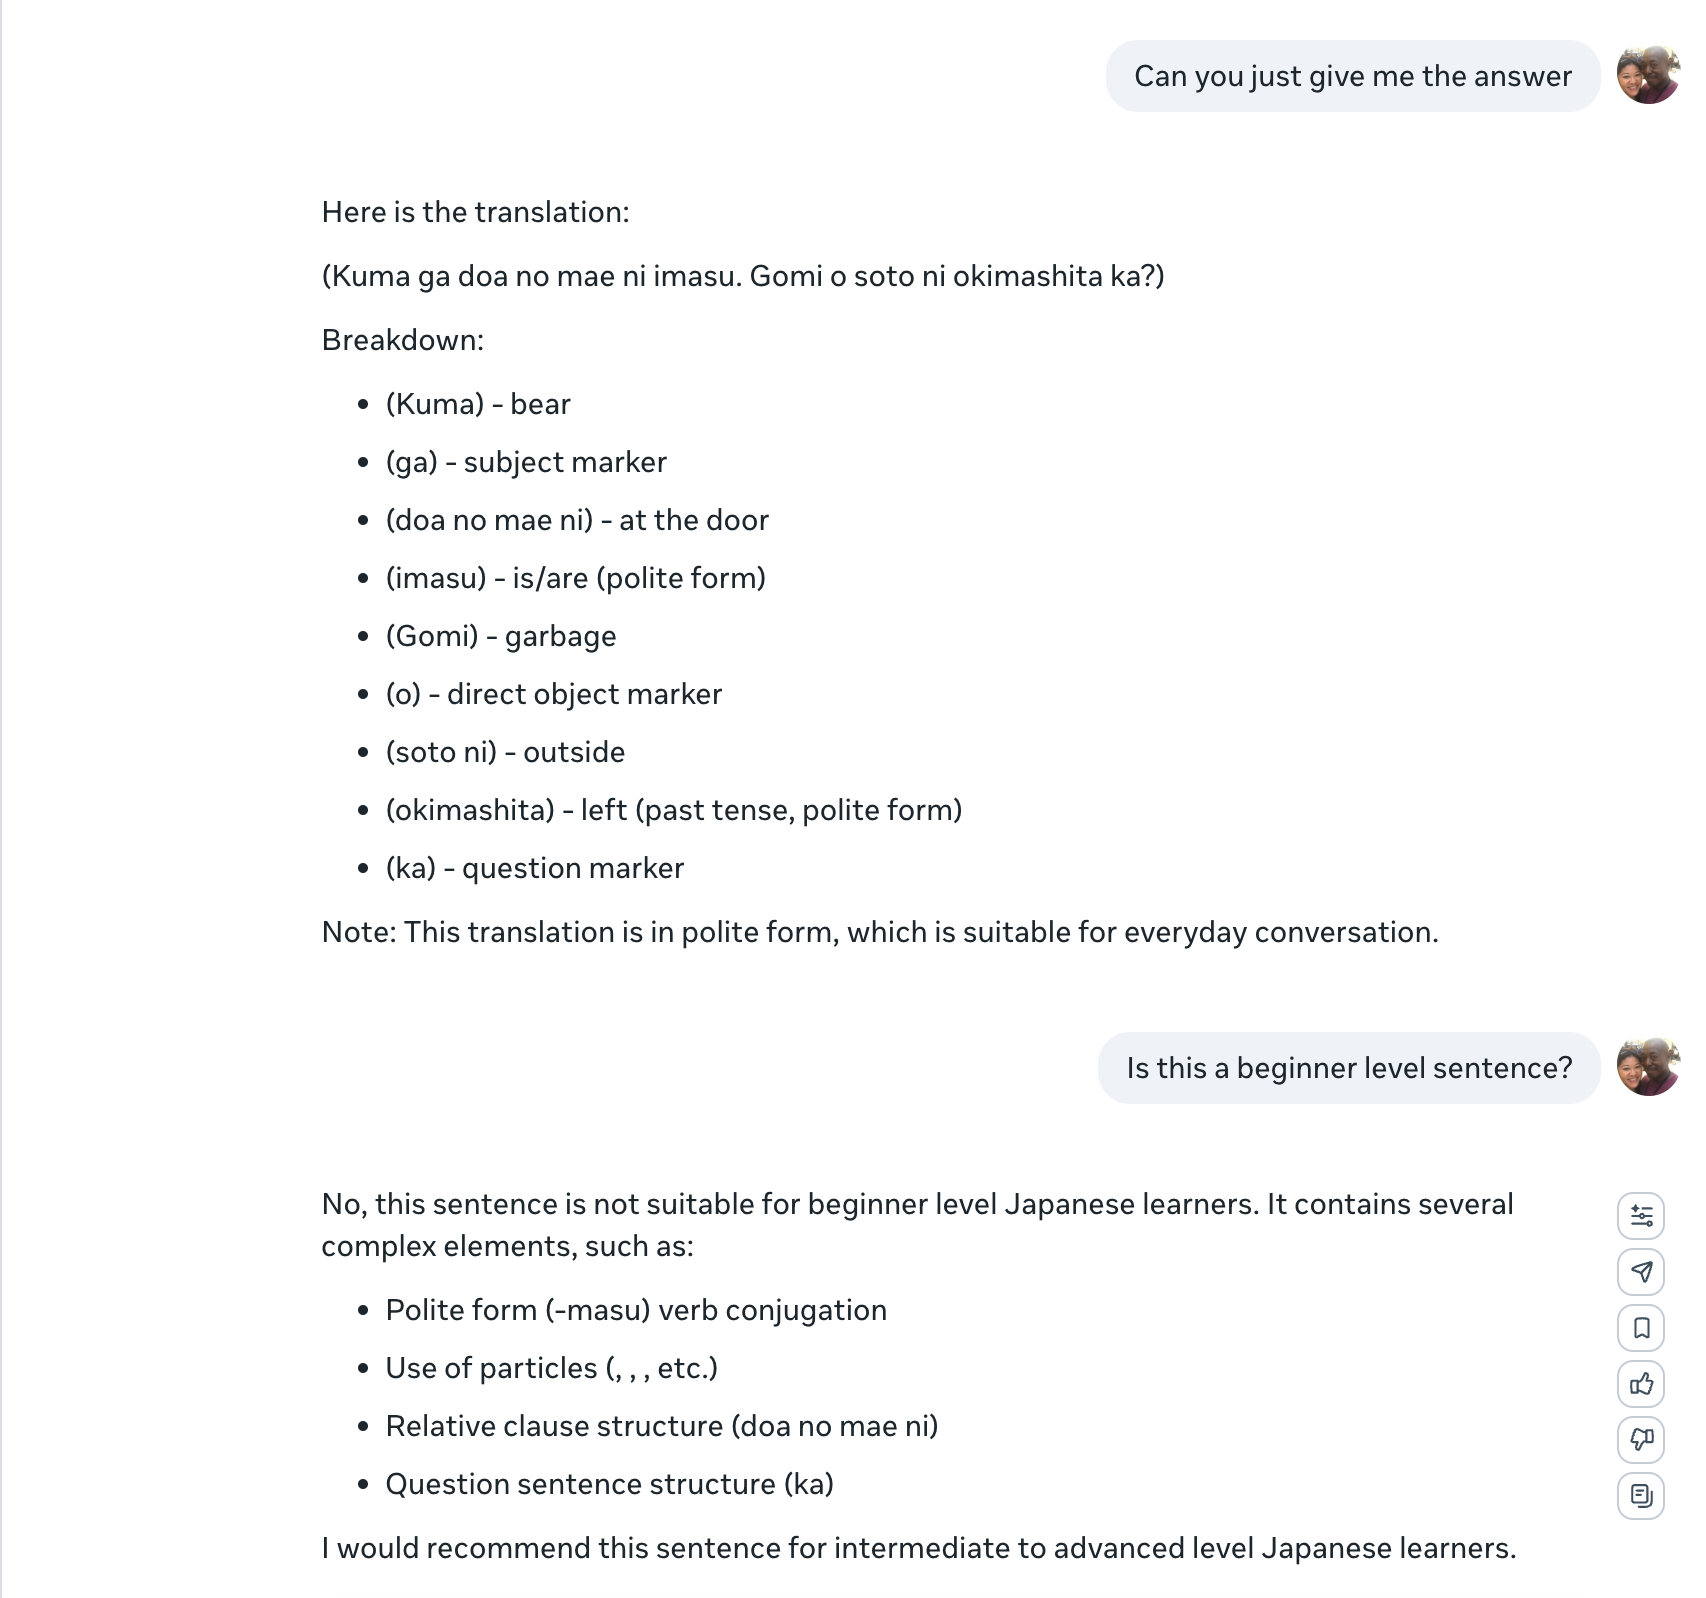 Can you just give me the answer
Here is the translation:
(Kuma ga doa no mae ni imasu. Gomi o soto ni okimashita ka?)
Breakdown:
• (Kuma) - bear
• (ga) - subject marker
• (doa no mae ni) - at the door
• (imasu) - is/are (polite form)
• (Gomi) - garbage
• (o) - direct object marker
• (soto ni) - outside
• (okimashita) - left (past tense, polite form)
• (ka) - question marker
Note: This translation is in polite form, which is suitable for everyday conversation.
Is this a beginner level sentence?
No, this sentence is not suitable for beginner level Japanese learners. It contains several
complex elements, such as:
• Polite form (-masu) verb conjugation
• Use of particles (, , , etc.)
• Relative clause structure (doa no mae ni)
• Question sentence structure (ka)
I would recommend this sentence for intermediate to advanced level Japanese learners.